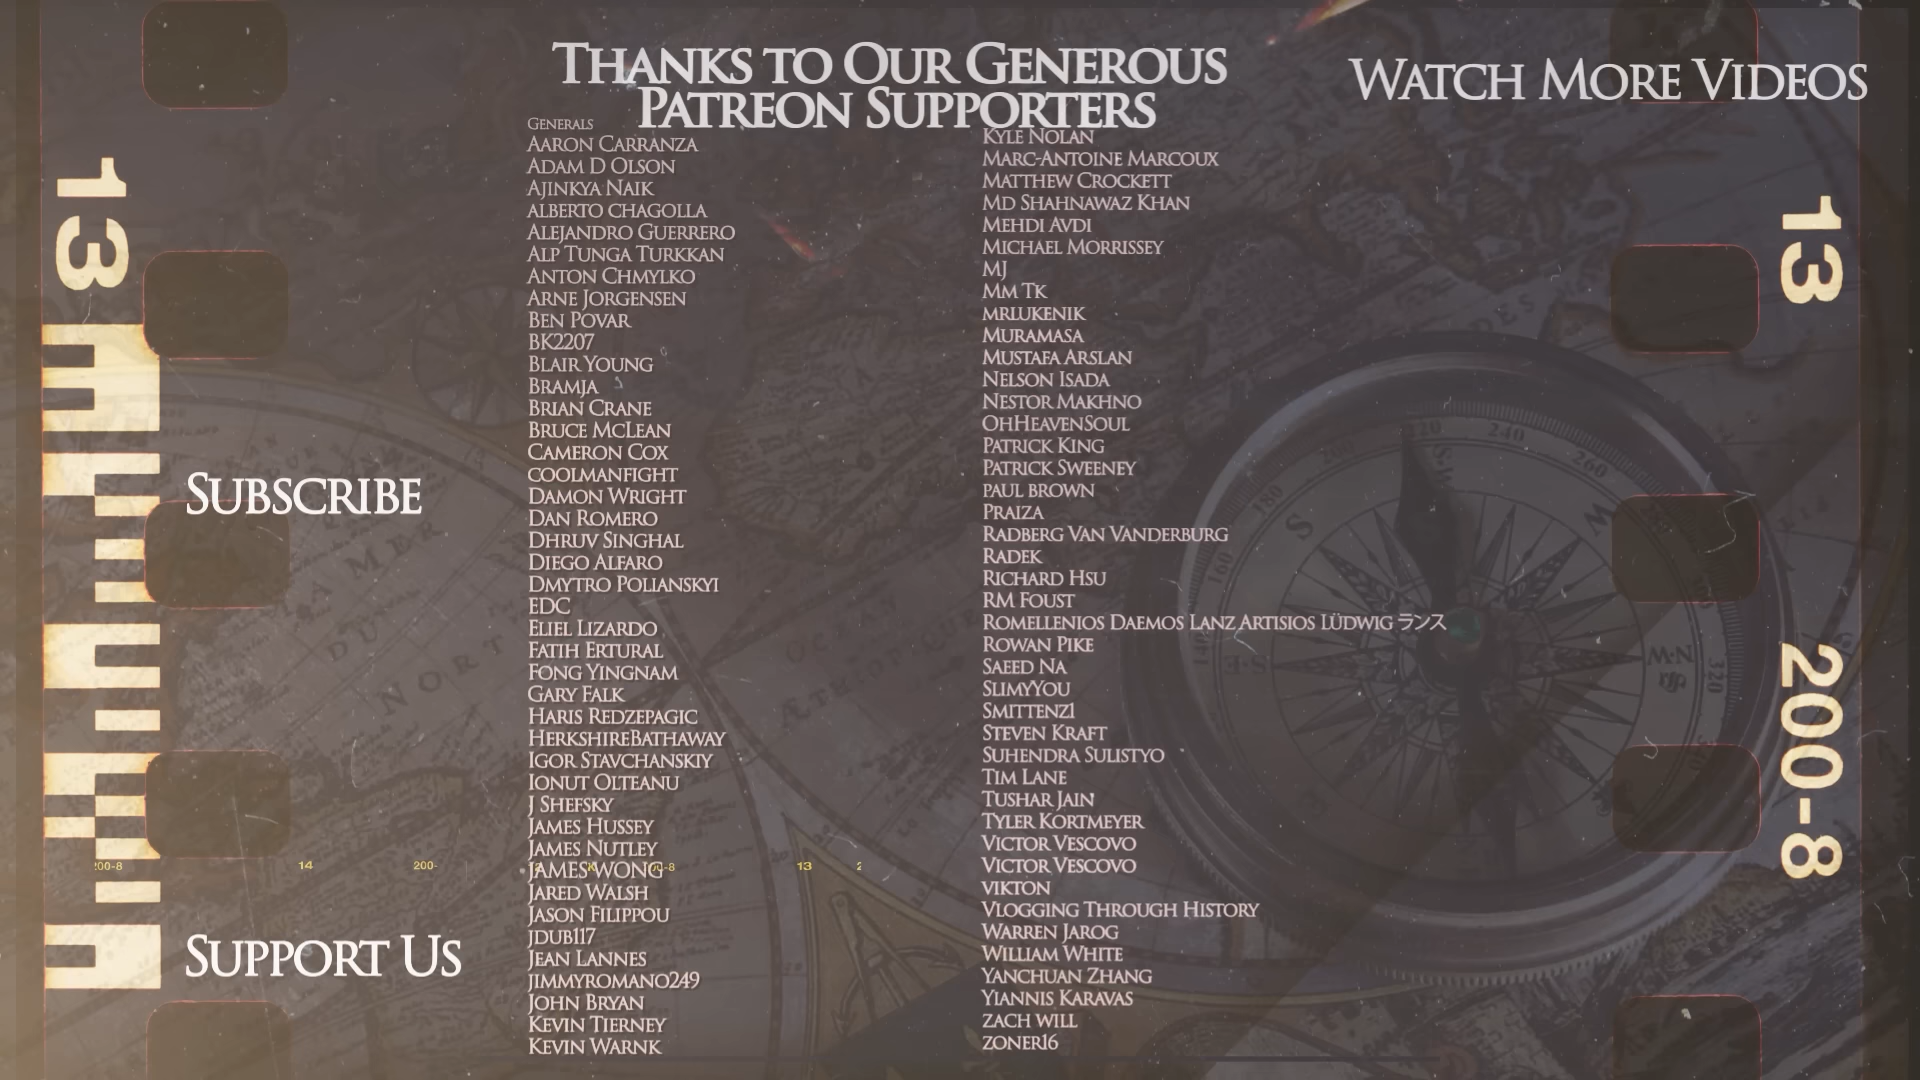 Thanks to Our Generous
Patreon Supporters
Watch More Videos
Generals
Aaron Carranza
Adam D Olson
Ajinkya Naik
alberto chagolla
Alejandro Guerrero
Alp Tunga Turkkan
Anton Chmylko
Arne Jorgensen
Ben Povar
BK2207
Blair Young
Bramja
Brian Crane
Bruce McLean
Cameron Cox
coolmanfight
Damon Wright
Dan Romero
Dhruv Singhal
Diego Alfaro
Dmytro Polianskyi
EDC
Eliel Lizardo
Fatih Ertural
Fong Yingnam
Gary Falk
Haris Redzepagic
HerkshireBathaway
Igor Stavchanskiy
Ionut Olteanu
J Shefsky
James Hussey
James Nutley
james wong
Jared Walsh
Jason Filippou
jdub117
Jean Lannes
jimmyromano249
John Bryan
Kevin Tierney
Kevin Warnk
Kyle Nolan
Marc-Antoine Marcoux
Matthew Crockett
Md Shahnawaz Khan
Mehdi Avdi
Michael Morrissey
MJ
Mm Tk
mrlukenik
Muramasa
Mustafa Arslan
Nelson Isada
Nestor Makhno
OhHeavenSoul
Patrick King
Patrick Sweeney
paul brown
Praiza
Radberg Van Vanderburg
Radek
Richard Hsu
RM Foust
Romellenios Daemos Lanz Artisios Lüdwig ランス
Rowan Pike
Saeed Na
SlimyYou
Smittenz1
Steven Kraft
Suhendra Sulistyo
Tim Lane
Tushar Jain
Tyler Kortmeyer
Victor Vescovo
Victor Vescovo
vikton
Vlogging Through History
Warren Jarog
William White
Yanchuan Zhang
Yiannis Karavas
zach will
zoner16
Subscribe
Support Us
13
13
200-8
14
200-
13